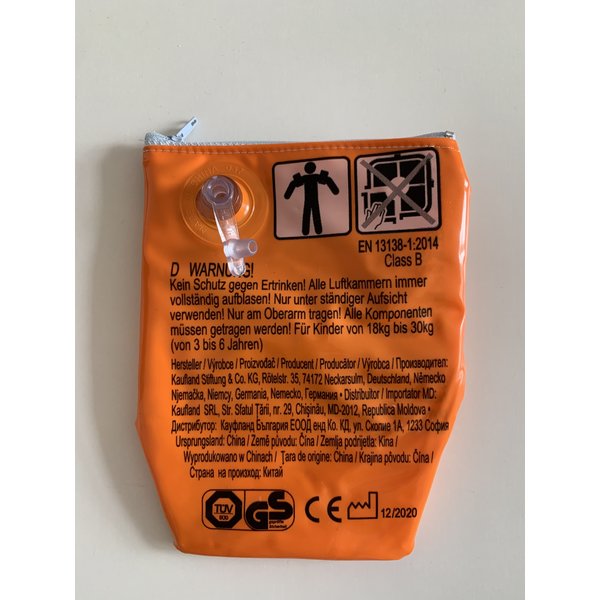 EN 13138-1:2014
Class B
D WARNUNG!
Kein Schutz gegen Ertrinken! Alle Luftkammern immer
vollständig aufblasen! Nur unter ständiger Aufsicht
verwenden! Nur am Oberarm tragen! Alle Komponenten
müssen getragen werden! Für Kinder von 18kg bis 30kg
(von 3 bis 6 Jahren)
Hersteller / Výrobce / Proizvođač / Producent / Producător / Výrobca / Производител:
Kaufland Stiftung & Co. KG, Rötelstr. 35, 74172 Neckarsulm, Deutschland, Německo
Njemačka, Niemcy, Germania, Nemecko, Германия • Distribuitor / Importator MD:
Kaufland SRL, Str. Sfatul Țării, nr. 29, Chișinău, MD-2012, Republica Moldova •
Дистрибутор: Кауфланд България ЕООД енд Ко. КД, ул. Скопие 1А, 1233 София
Ursprungsland: China / Země původu: Čína / Zemlja podrijetla: Kina /
Wyprodukowano w Chinach / Țara de origine: China / Krajina pôvodu: Čína /
Страна на произход: Китай
TÜV
SÜD
GS
CE
12/2020